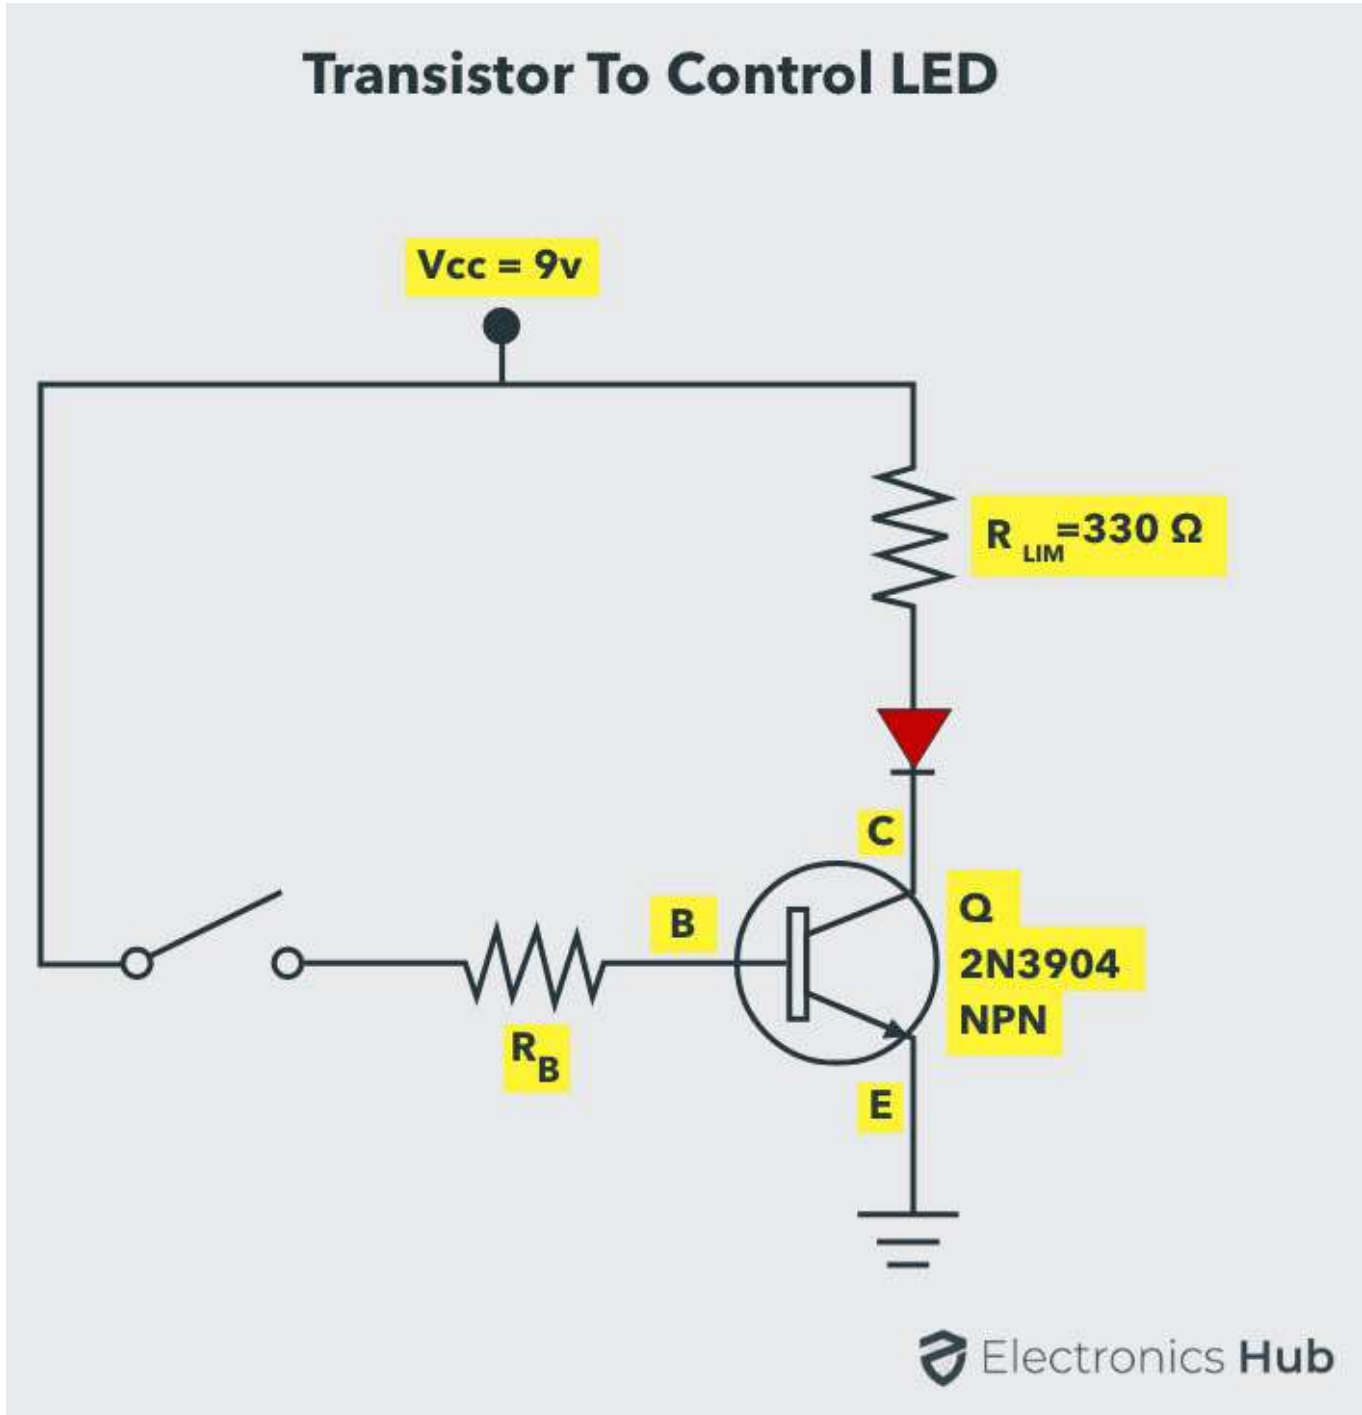 Transistor To Control LED
Vcc = 9v
R LIM=330 Ω
C
B
Q
2N3904
NPN
RB
E
Electronics Hub